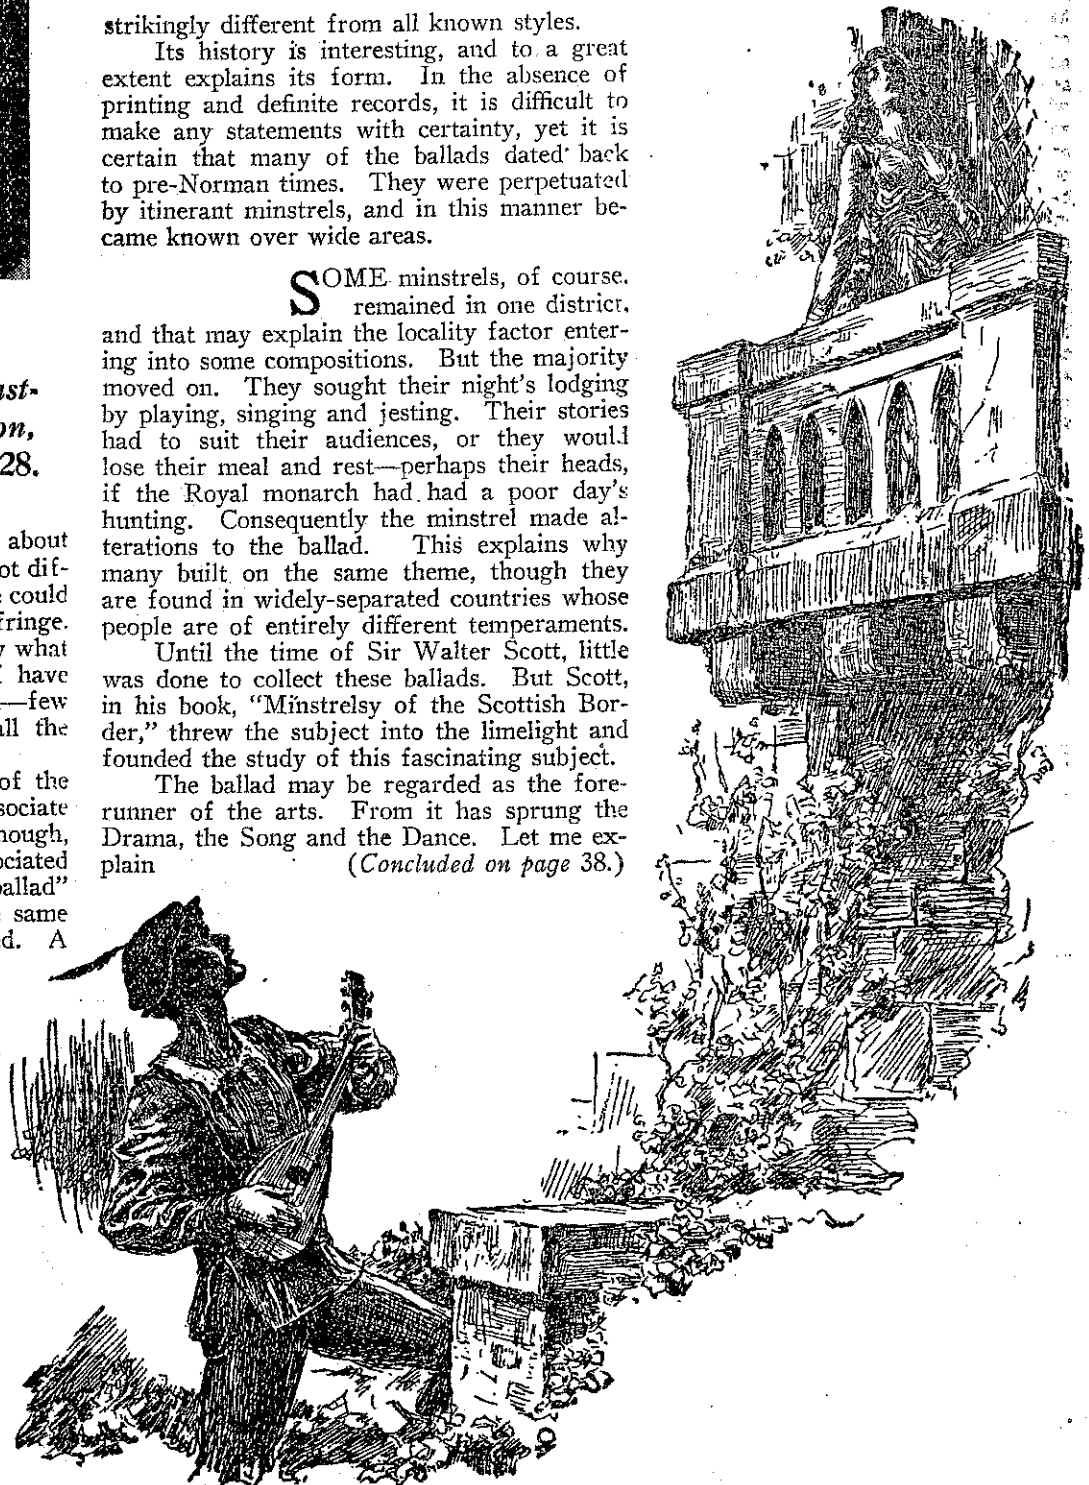 ast-
on,
28.
about
ot dif-
could
fringe.
what
have
—few
all the
of the
sociate
nough,
ociated
allad"
same
d. A
strikingly different from all known styles.
Its history is interesting, and to a great
extent explains its form. In the absence of
printing and definite records, it is difficult to
make any statements with certainty, yet it is
certain that many of the ballads dated back
to pre-Norman times. They were perpetuated
by itinerant minstrels, and in this manner be-
came known over wide areas.
SOME minstrels, of course,
remained in one district,
and that may explain the locality factor enter-
ing into some compositions. But the majority
moved on. They sought their night's lodging
by playing, singing and jesting. Their stories
had to suit their audiences, or they would
lose their meal and rest—perhaps their heads,
if the Royal monarch had had a poor day's
hunting. Consequently the minstrel made al-
terations to the ballad. This explains why
many built on the same theme, though they
are found in widely-separated countries whose
people are of entirely different temperaments.
Until the time of Sir Walter Scott, little
was done to collect these ballads. But Scott,
in his book, "Minstrelsy of the Scottish Bor-
der," threw the subject into the limelight and
founded the study of this fascinating subject.
The ballad may be regarded as the fore-
runner of the arts. From it has sprung the
Drama, the Song and the Dance. Let me ex-
plain (Concluded on page 38.)